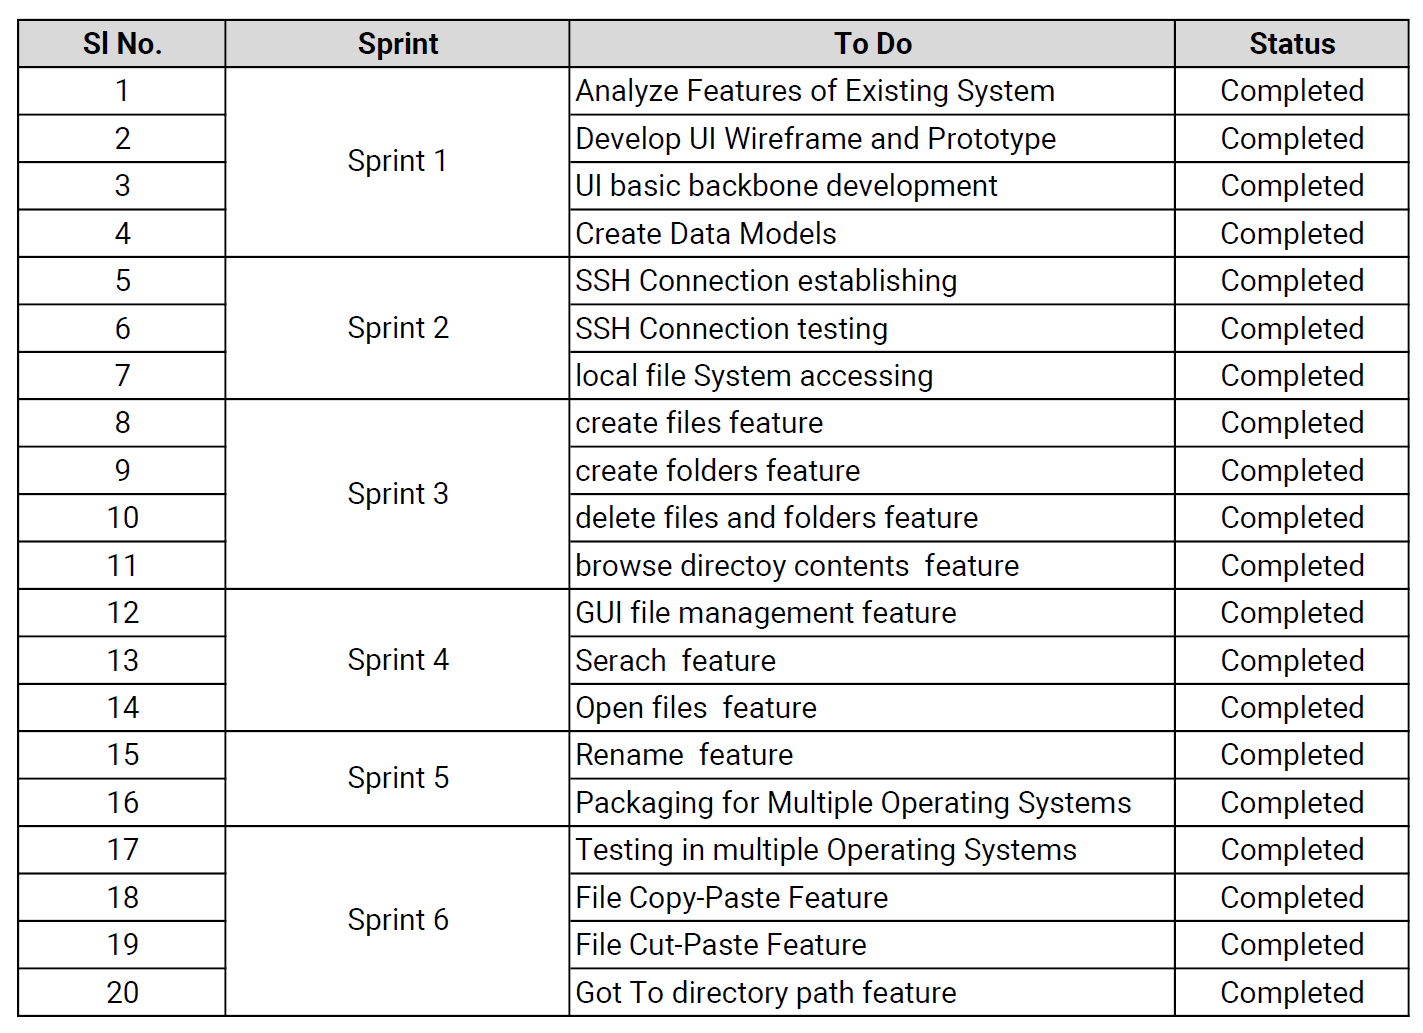 Sl No. Sprint To Do Status
1 Analyze Features of Existing System Completed
2 Develop UI Wireframe and Prototype Completed
Sprint 1
3 UI basic backbone development Completed
4 Create Data Models Completed
5 SSH Connection establishing Completed
6 Sprint 2 SSH Connection testing Completed
7 local file System accessing Completed
8 create files feature Completed
9 create folders feature Completed
Sprint 3
10 delete files and folders feature Completed
11 browse directoy contents  feature Completed
12 GUI file management feature Completed
13 Sprint 4 Serach  feature Completed
14 Open files  feature Completed
15 Rename  feature Completed
Sprint 5
16 Packaging for Multiple Operating Systems Completed
17 Testing in multiple Operating Systems Completed
18 File Copy-Paste Feature Completed
Sprint 6
19 File Cut-Paste Feature Completed
20 Got To directory path feature Completed